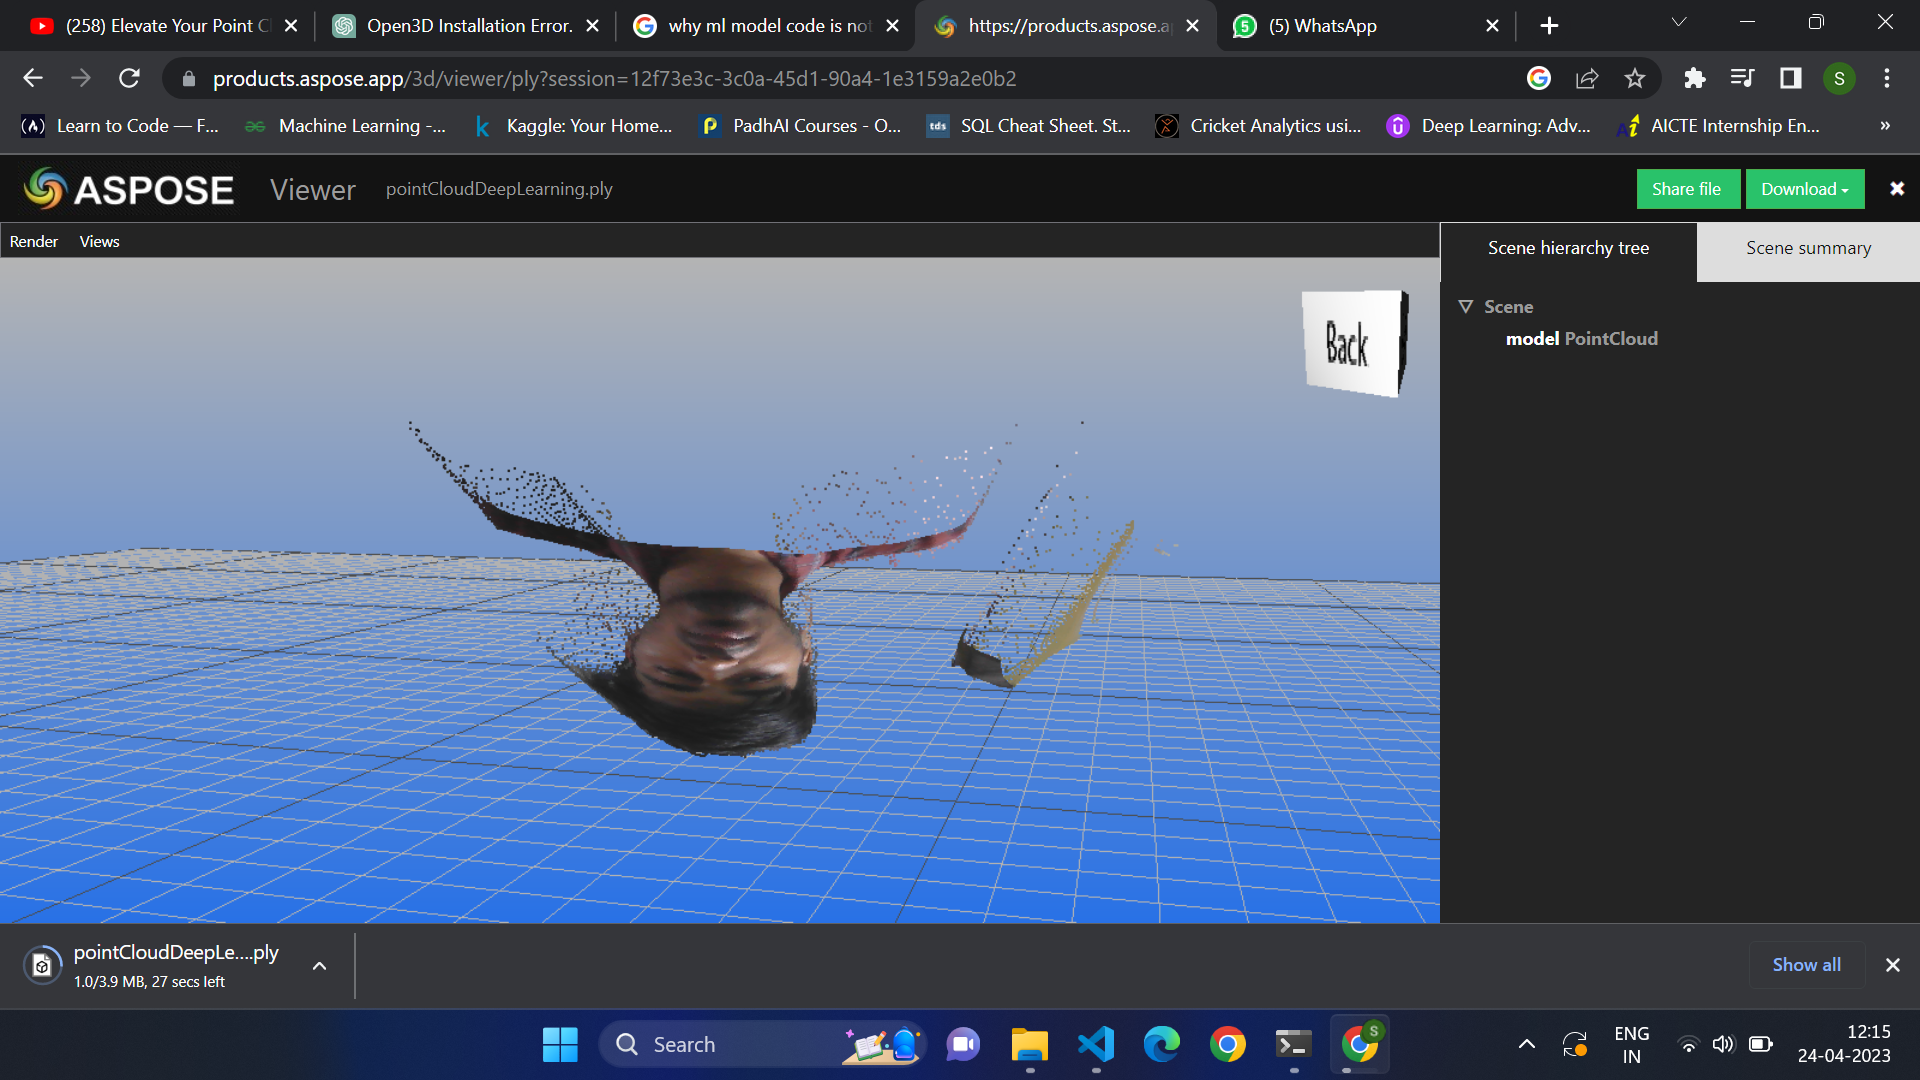 (258) Elevate Your Point Cl
Open3D Installation Error.
why ml model code is not
https://products.aspose.ap
(5) WhatsApp
products.aspose.app/3d/viewer/ply?session=12f73e3c-3c0a-45d1-90a4-1e3159a2e0b2
S
Learn to Code — F...
Machine Learning -...
Kaggle: Your Home...
PadhAI Courses - O...
tds
SQL Cheat Sheet. St...
Cricket Analytics usi...
Deep Learning: Adv...
AICTE Internship En...
»
ASPOSE
Viewer
pointCloudDeepLearning.ply
Share file
Download
Render
Views
Scene hierarchy tree
Scene summary
Back
Scene
model PointCloud
pointCloudDeepLe....ply
1.0/3.9 MB, 27 secs left
Show all
Search
S
ENG
IN
12:15
24-04-2023